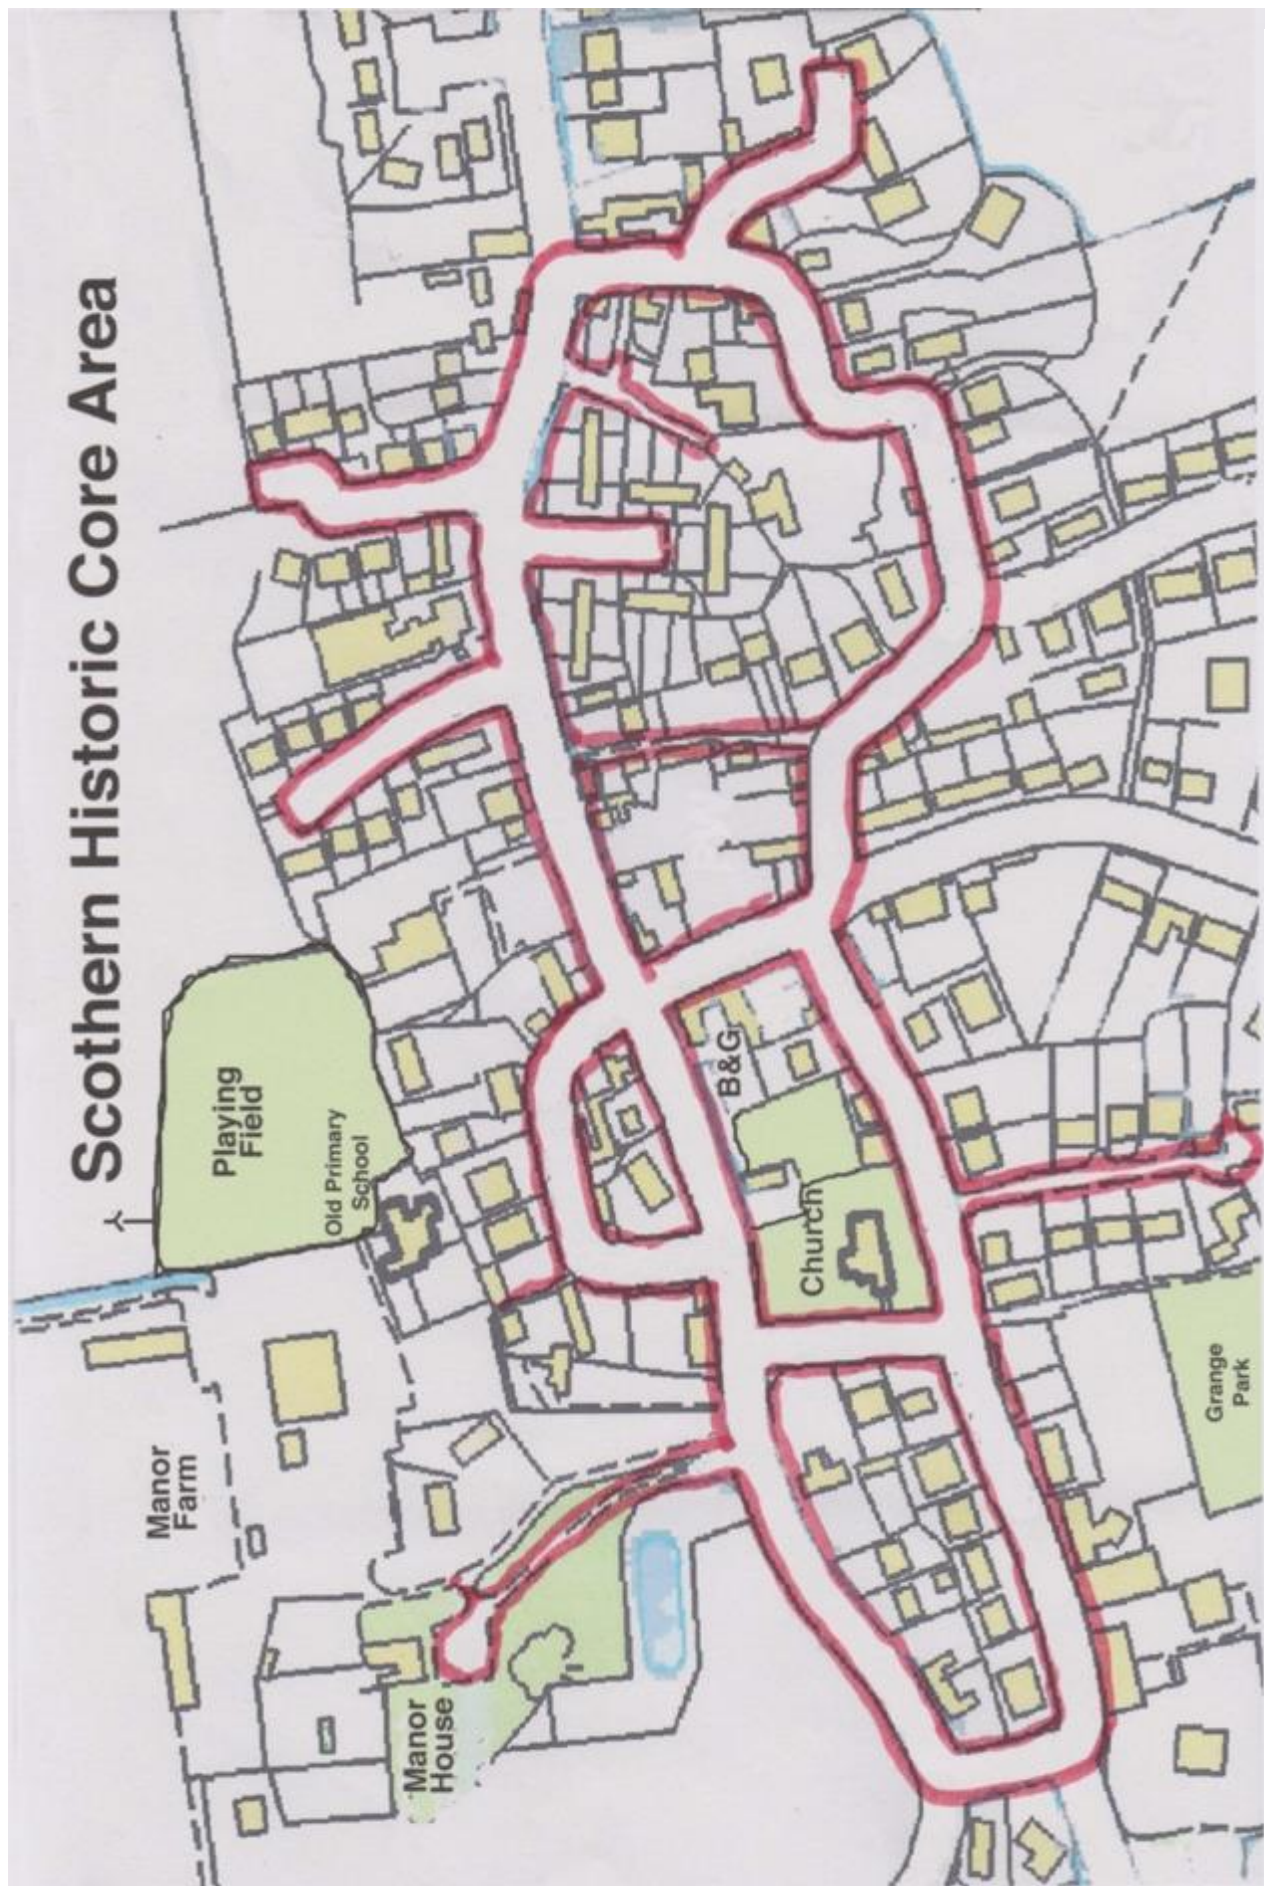 Scothern Historic Core Area
Playing
Field
Old Primary
School
Manor
Farm
Manor
House
B&G
Church
Grange
Park